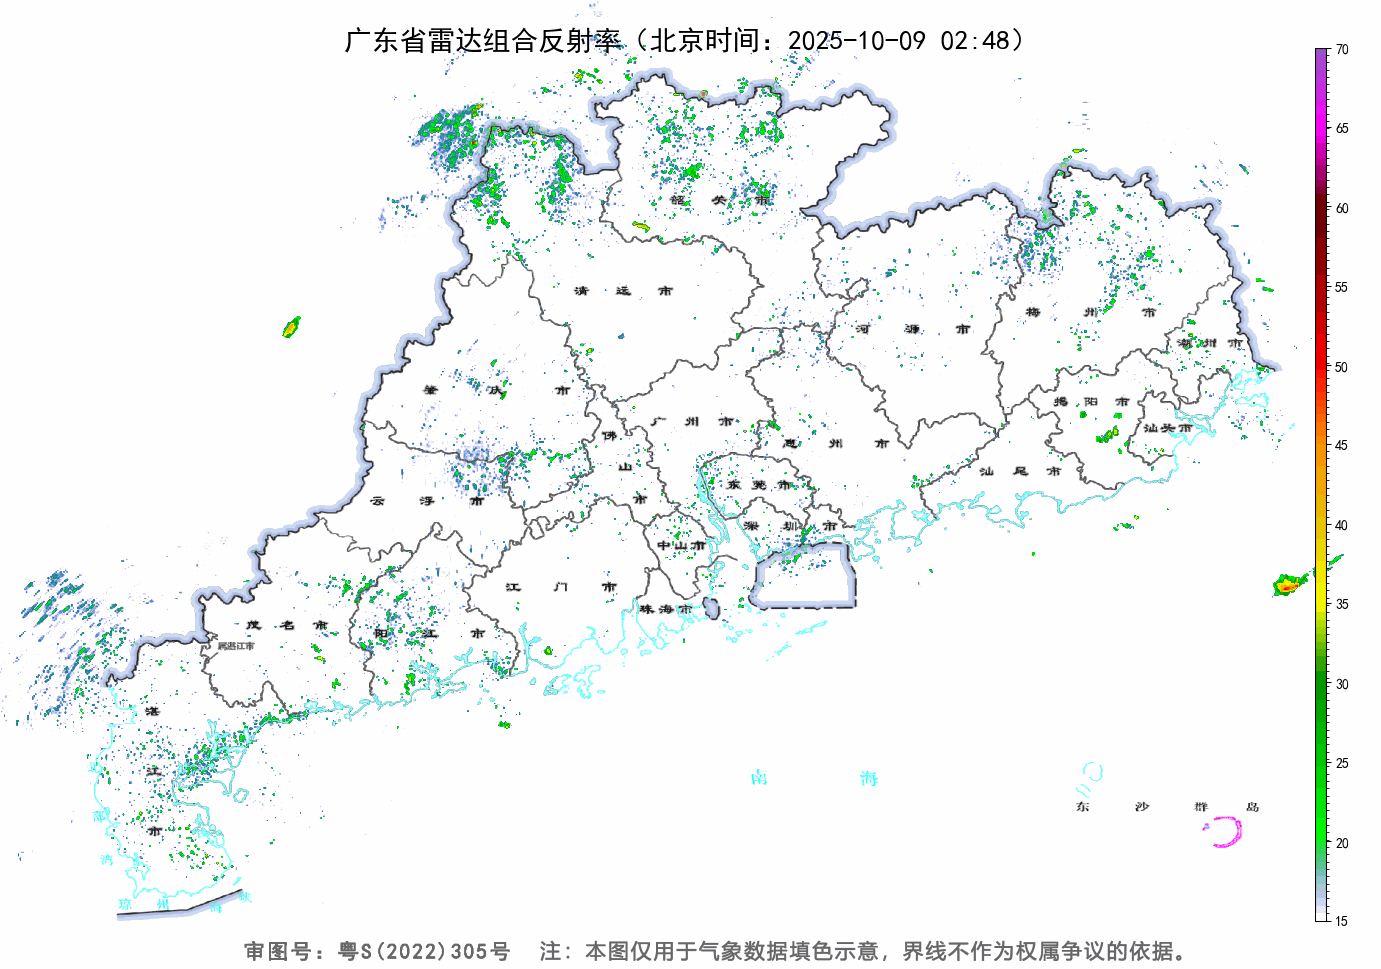 广东省雷达组合反射率（北京时间：2025-10-09 02:48）
70
65
60
55
50
45
40
35
30
25
20
15
韶 关 市
清 远 市
河 源 市
梅 州 市
潮 州 市
肇 庆 市
广 州 市
揭 阳 市
汕头市
佛 山 市
惠 州 市
云 浮 市
东 莞 市
汕 尾 市
深 圳 市
中山市
江 门 市
珠海市
茂 名 市
阳 江 市
属湛江市
湛 江 市
南 海
东 沙 群 岛
北 部 湾
琼 州 海 峡
审图号：粤S(2022)305号 注：本图仅用于气象数据填色示意，界线不作为权属争议的依据。